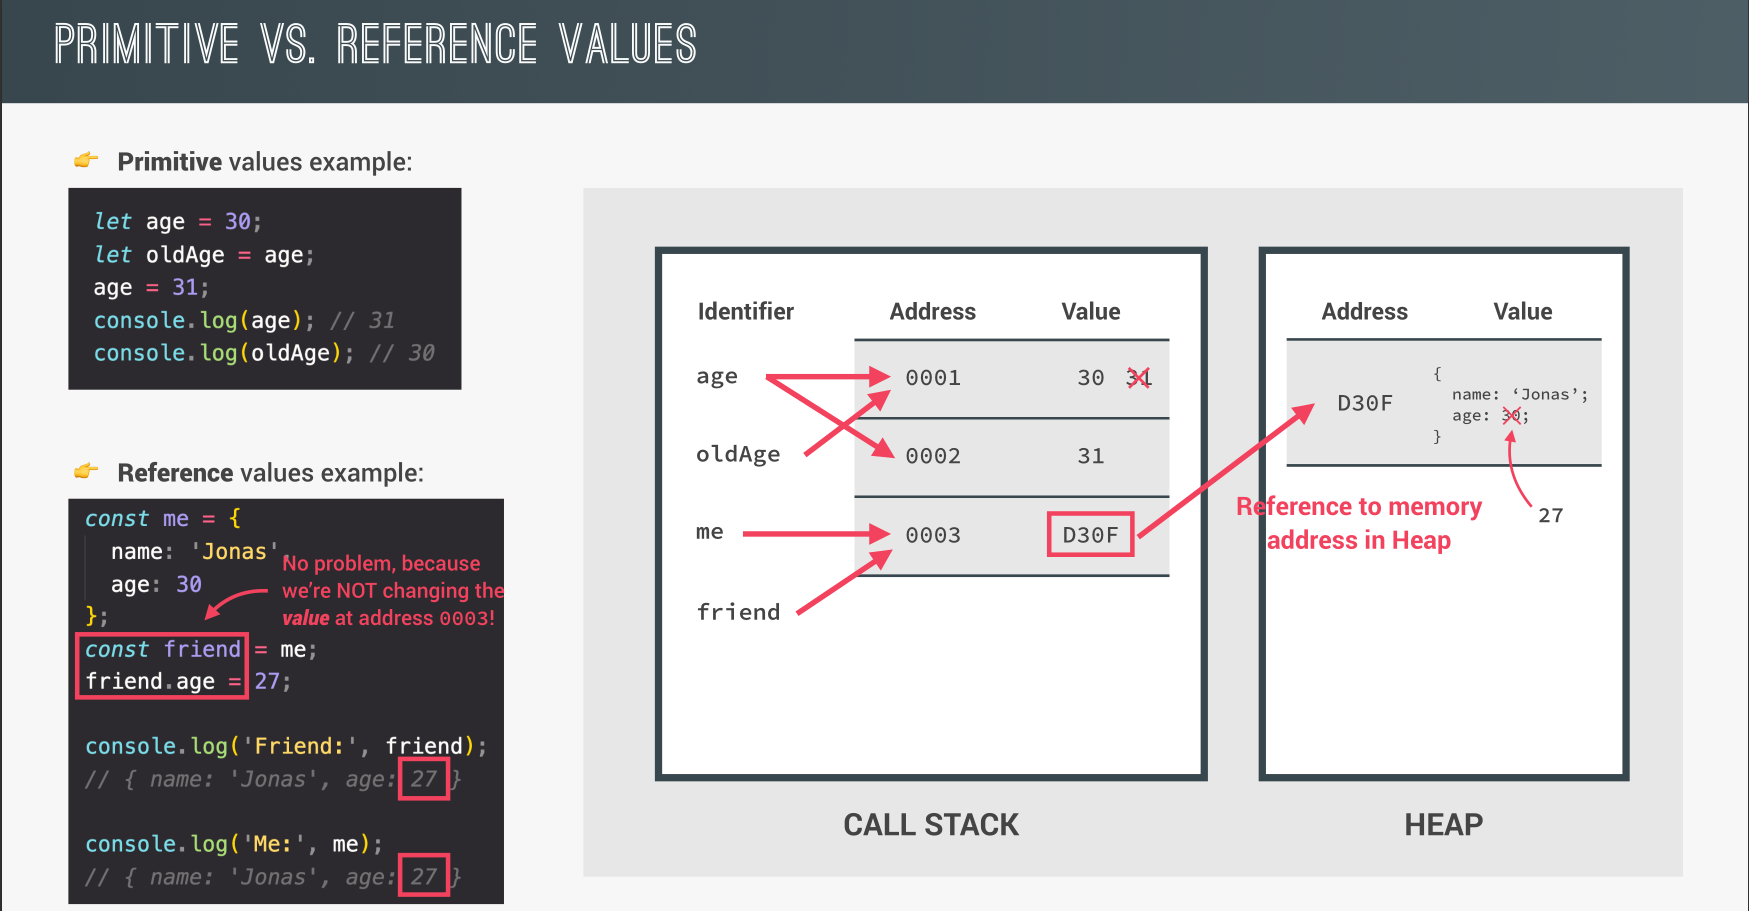 PRIMITIVE VS. REFERENCE VALUES
👉 Primitive values example:
let age = 30;
let oldAge = age;
age = 31;
console.log(age); // 31
console.log(oldAge); // 30
👉 Reference values example:
const me = {
name: 'Jonas',
age: 30
};
const friend = me;
friend.age = 27;
No problem, because
we're NOT changing the
value at address 0003!
console.log('Friend:', friend);
// { name: 'Jonas', age: 27 }
console.log('Me:', me);
// { name: 'Jonas', age: 27 }
Identifier Address Value
age 0001 30 31
oldAge 0002 31
me 0003 D30F
friend
CALL STACK
Address Value
{
D30F name: ‘Jonas’;
age: 30;
}
27
Reference to memory
address in Heap
HEAP